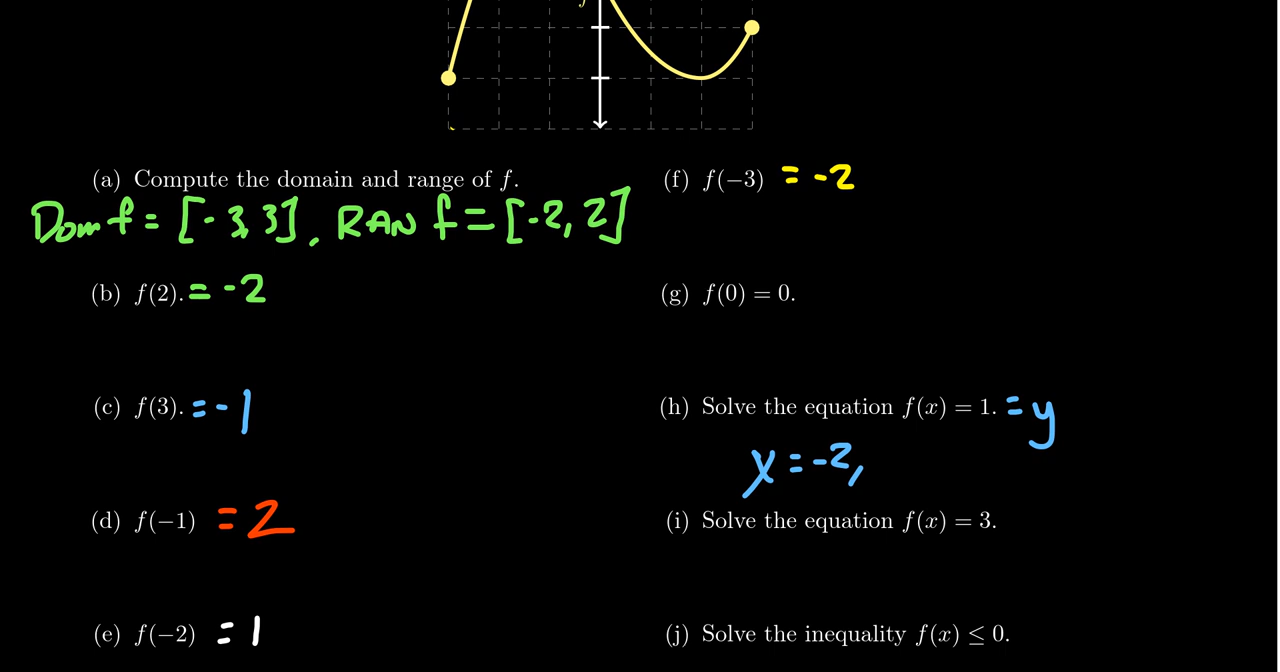 f
(a) Compute the domain and range of f.
Dom f = [-3, 3], RAN f = [-2, 2]
(b) f(2). = -2
(c) f(3). = -1
(d) f(−1) = 2
(e) f(−2) = 1
(f) f(−3) = -2
(g) f(0) = 0.
(h) Solve the equation f(x) = 1. = y
x = -2,
(i) Solve the equation f(x) = 3.
(j) Solve the inequality f(x) ≤ 0.